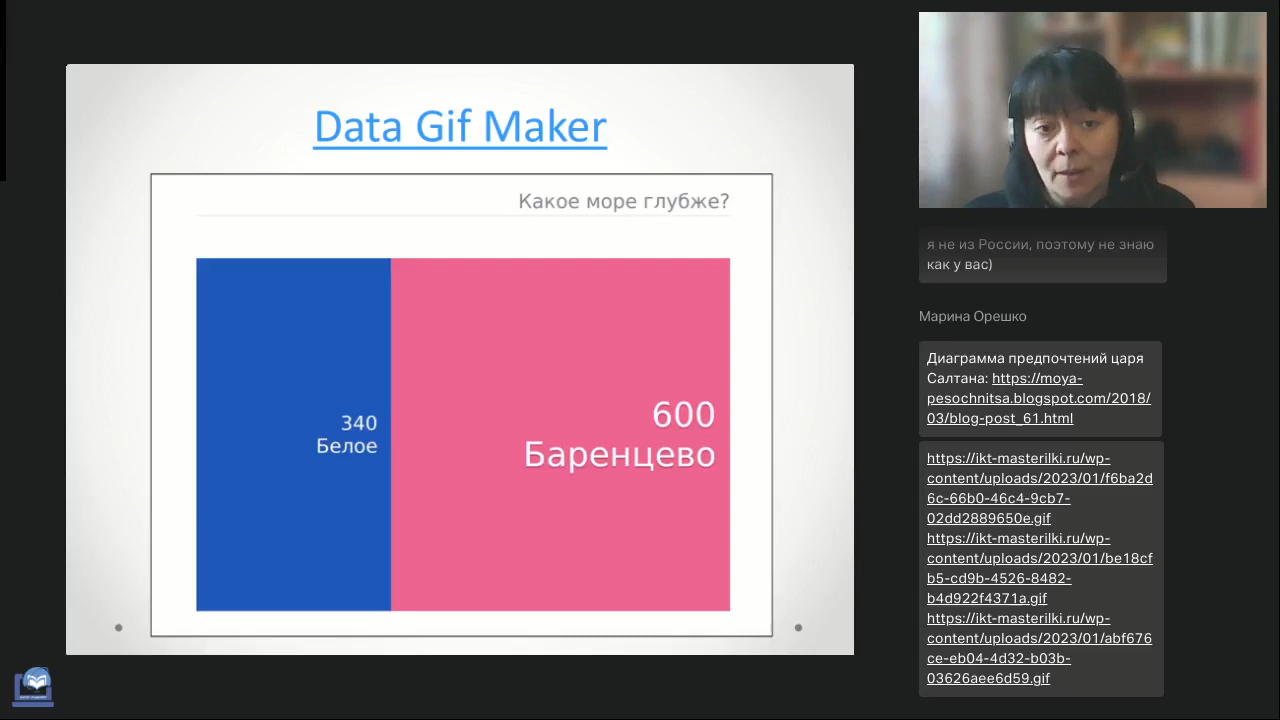 Data Gif Maker
Какое море глубже?
340
Белое
600
Баренцево
я не из России, поэтому не знаю
как у вас)
Марина Орешко
Диаграмма предпочтений царя
Салтана: https://moya-
pesochnitsa.blogspot.com/2018/
03/blog-post_61.html
https://ikt-masterilki.ru/wp-
content/uploads/2023/01/f6ba2d
6c-66b0-46c4-9cb7-
02dd2889650e.gif
https://ikt-masterilki.ru/wp-
content/uploads/2023/01/be18cf
b5-cd9b-4526-8482-
b4d922f4371a.gif
https://ikt-masterilki.ru/wp-
content/uploads/2023/01/abf676
ce-eb04-4d32-b03b-
03626aee6d59.gif